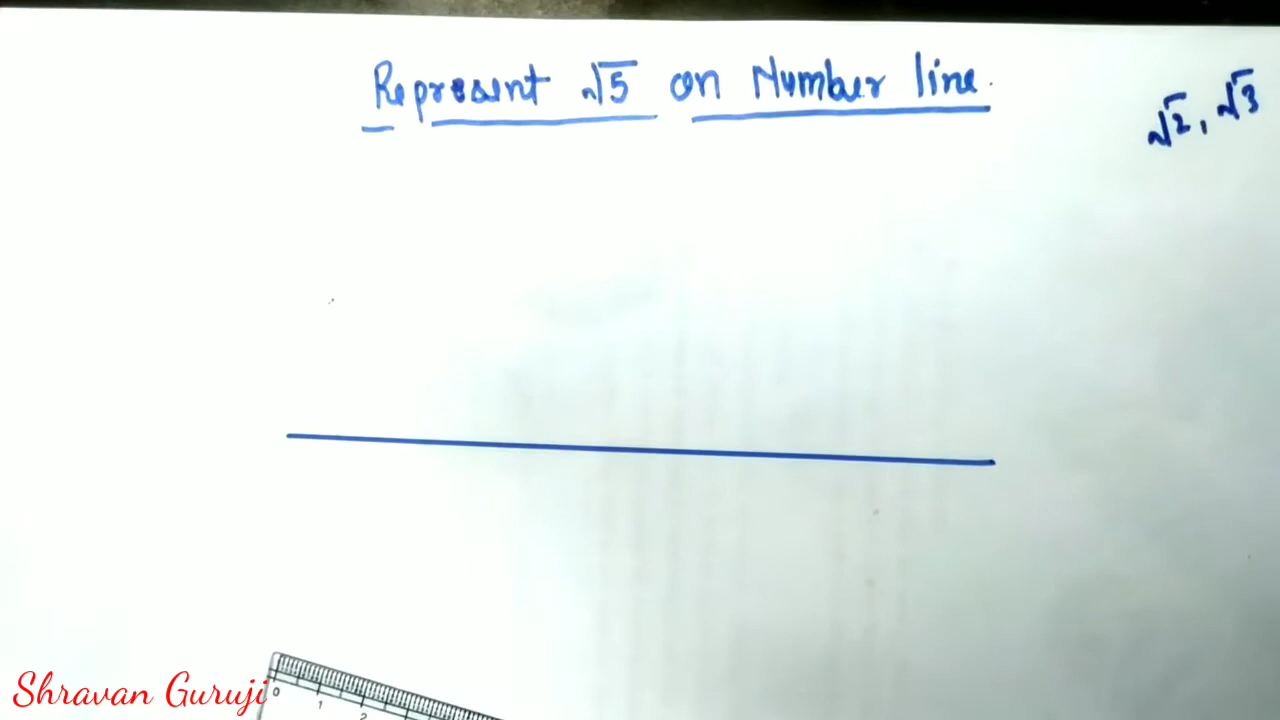 Represent √5 on Number line.
√2, √3
Shravan Guruji
0 1 2